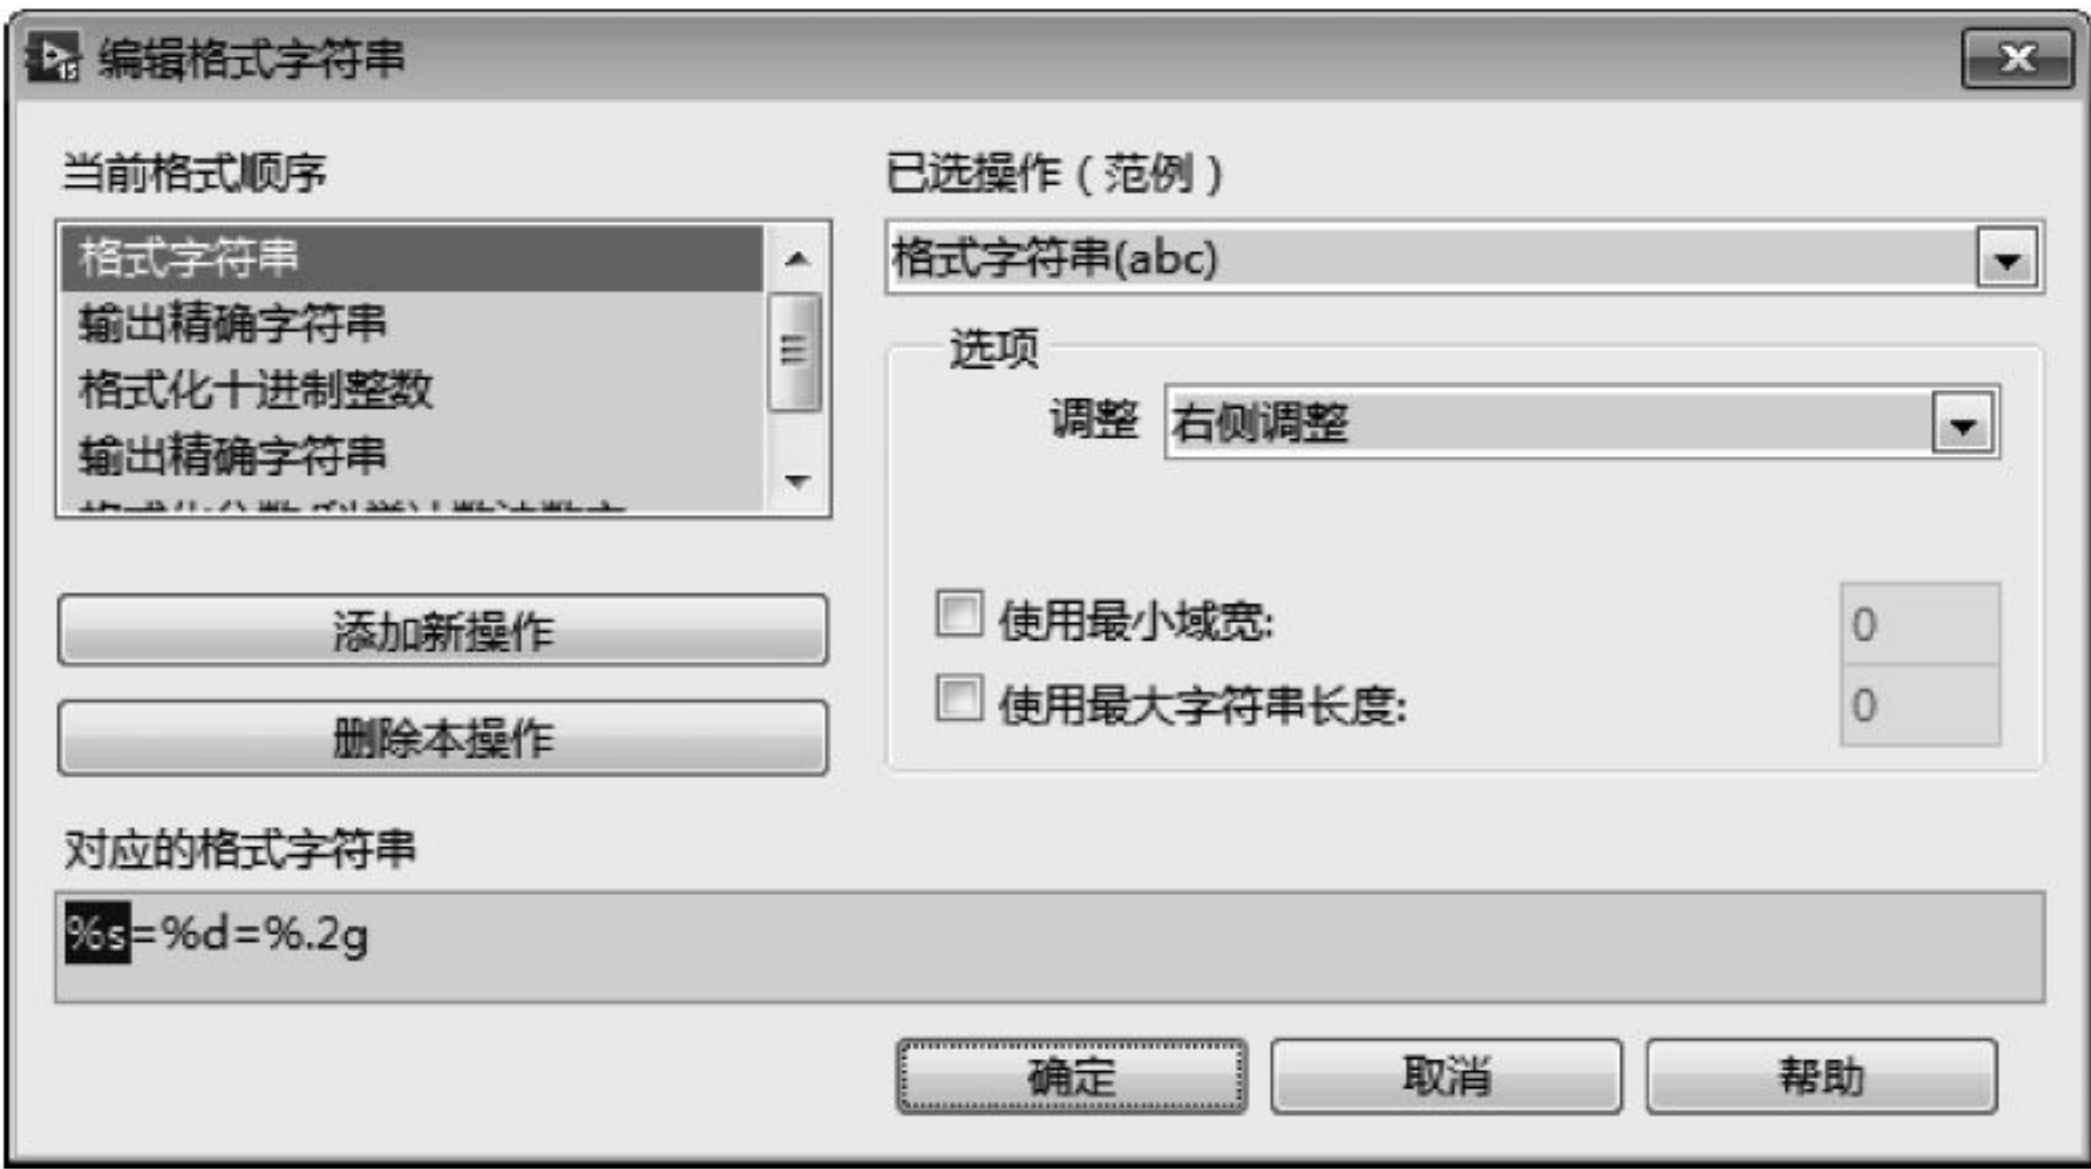 编辑格式字符串
当前格式顺序
格式字符串
输出精确字符串
格式化十进制整数
输出精确字符串
添加新操作
删除本操作
已选操作（范例）
格式字符串(abc)
选项
调整 右侧调整
使用最小域宽: 0
使用最大字符串长度: 0
对应的格式字符串
%s=%d=%.2g
确定 取消 帮助